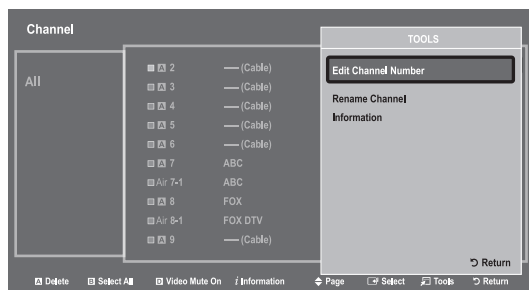 Channel
TOOLS
All
A 2 — (Cable)
A 3 — (Cable)
A 4 — (Cable)
A 5 — (Cable)
A 6 — (Cable)
A 7 ABC
Air 7-1 ABC
A 8 FOX
Air 8-1 FOX DTV
A 9 — (Cable)
Edit Channel Number
Rename Channel
Information
Return
A Delete B Select All D Video Mute On i Information Page Select Tools Return